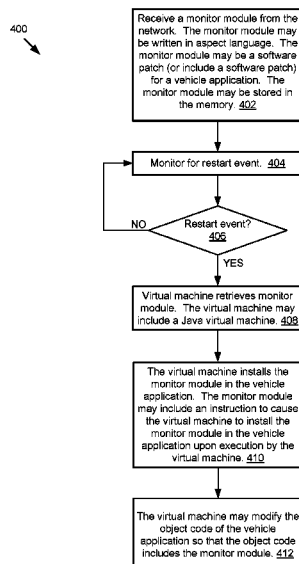 400
Receive a monitor module from the
network. The monitor module may
be written in aspect language. The
monitor module may be a software
patch (or include a software patch)
for a vehicle application. The
monitor module may be stored in
the memory. 402
Monitor for restart event. 404
Restart event?
406
NO
YES
Virtual machine retrieves monitor
module. The virtual machine may
include a Java virtual machine. 408
The virtual machine installs the
monitor module in the vehicle
application. The monitor module
may include an instruction to cause
the virtual machine to install the
monitor module in the vehicle
application upon execution by the
virtual machine. 410
The virtual machine may modify the
object code of the vehicle
application so that the object code
includes the monitor module. 412